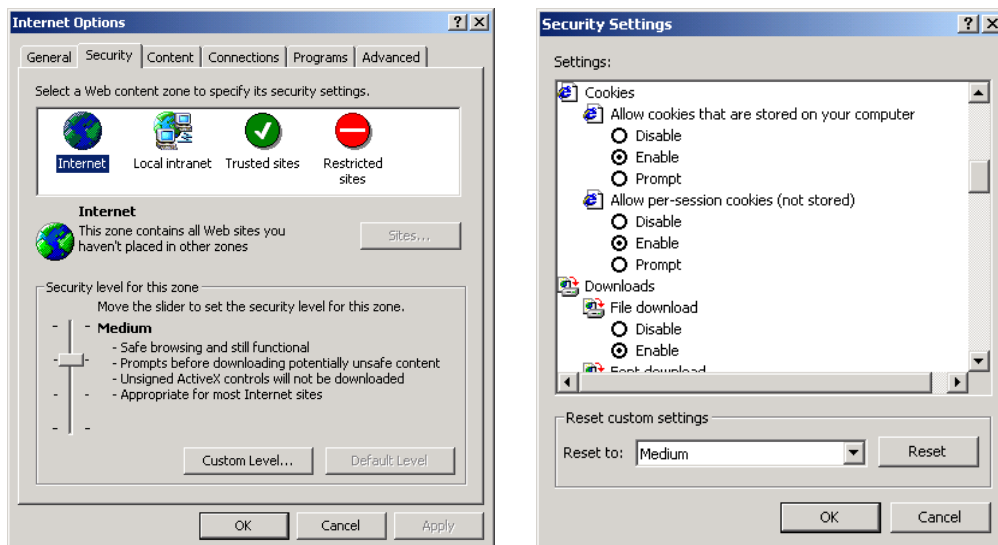 Internet Options
General Security Content Connections Programs Advanced
Select a Web content zone to specify its security settings.
Internet Local intranet Trusted sites Restricted
sites
Internet
This zone contains all Web sites you
haven't placed in other zones
Sites...
Security level for this zone
Move the slider to set the security level for this zone.
Medium
- Safe browsing and still functional
- Prompts before downloading potentially unsafe content
- Unsigned ActiveX controls will not be downloaded
- Appropriate for most Internet sites
Custom Level... Default Level
OK Cancel Apply
Security Settings
Settings:
Cookies
Allow cookies that are stored on your computer
Disable
Enable
Prompt
Allow per-session cookies (not stored)
Disable
Enable
Prompt
Downloads
File download
Disable
Enable
Font download
Reset custom settings
Reset to: Medium Reset
OK Cancel